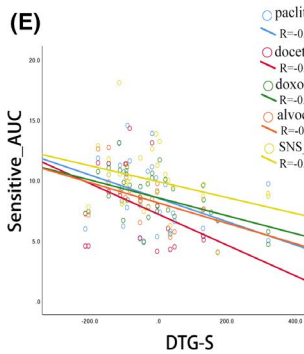 (E)
paclit
R=-0.
docet
R=-0.
doxo
R=-0.
alvoc
R=-0.
SNS_
R=-0.
20.0
15.0
10.0
5.0
.0
Sensitive_AUC
-200.0 .0 200.0 400.0
DTG-S